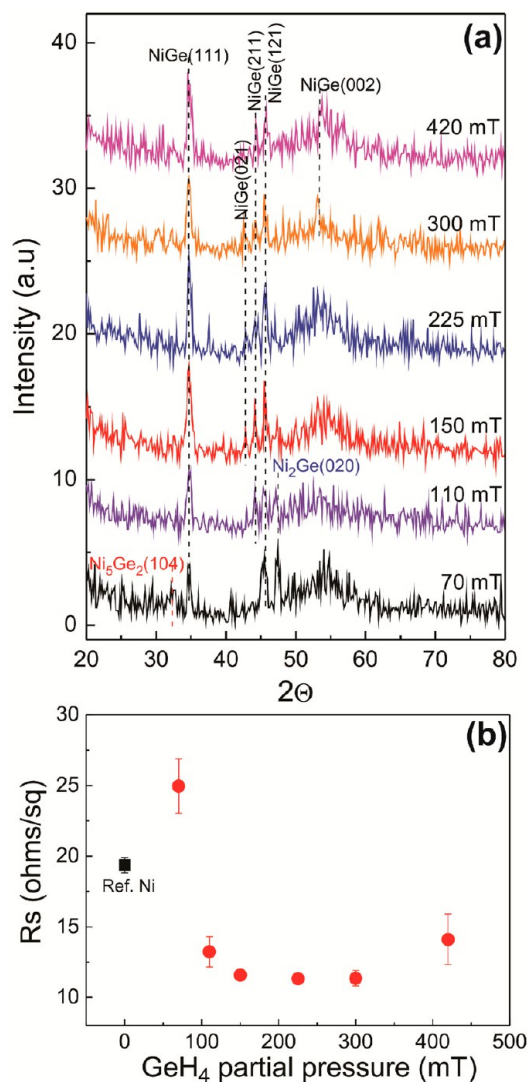 (a)
40
NiGe(111)
NiGe(211)
NiGe(121)
NiGe(002)
420 mT
NiGe(021)
30
300 mT
Intensity (a.u)
225 mT
20
150 mT
Ni₂Ge(020)
10
110 mT
Ni₅Ge₂(104)
70 mT
0
20 30 40 50 60 70 80
2Θ
(b)
30
25
20
Ref. Ni
15
10
Rs (ohms/sq)
0 100 200 300 400 500
GeH₄ partial pressure (mT)